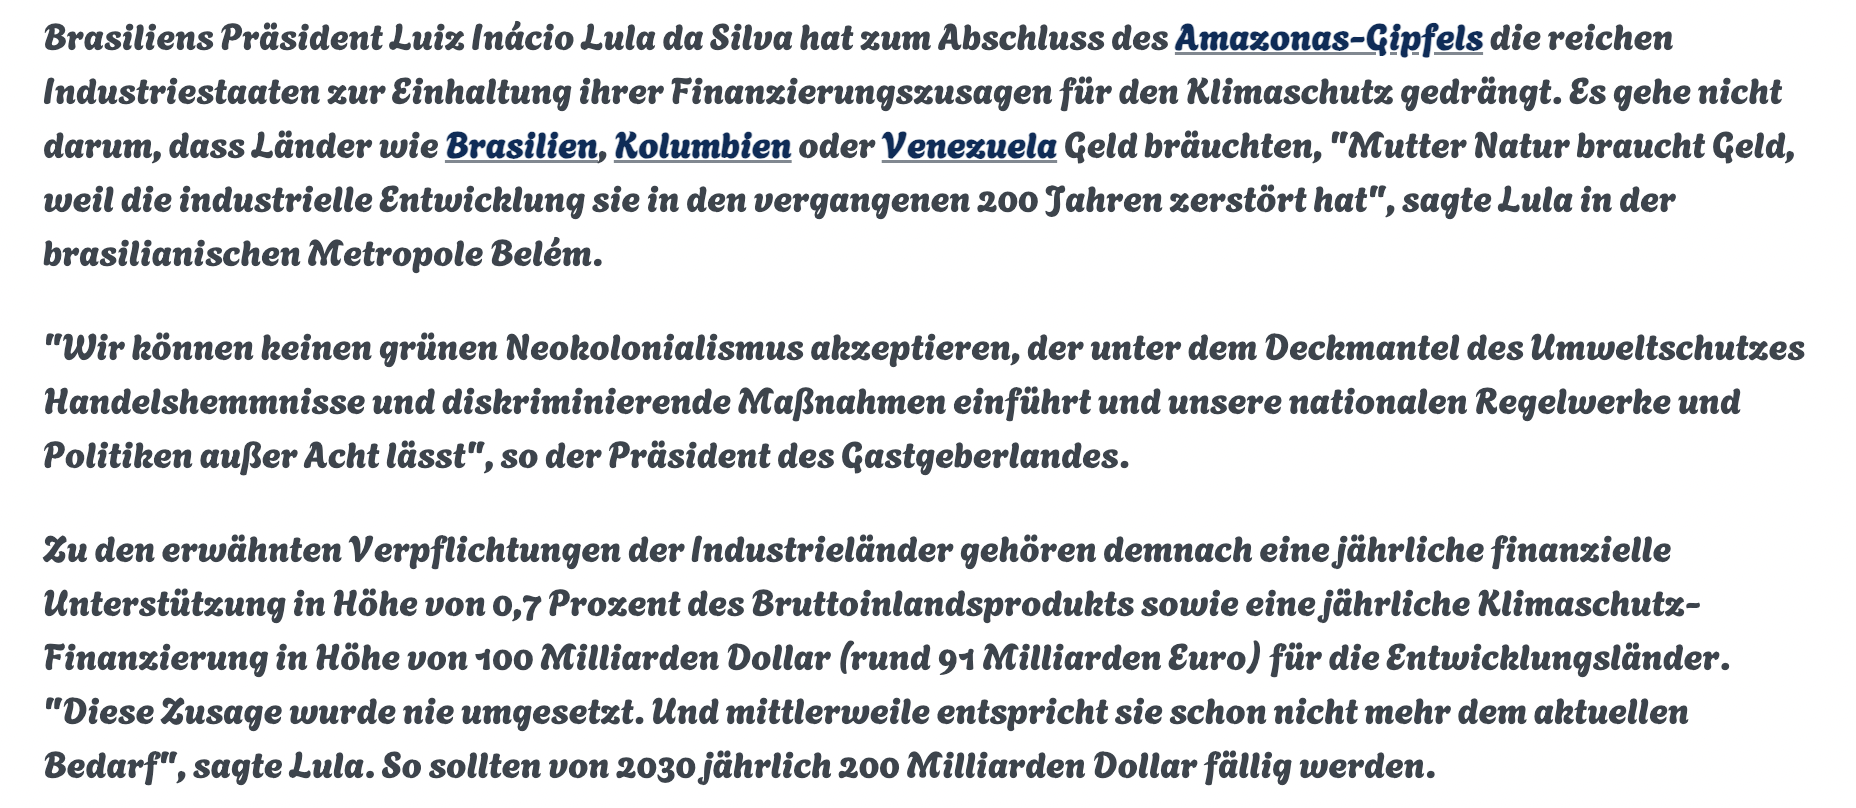 Brasiliens Präsident Luiz Inácio Lula da Silva hat zum Abschluss des Amazonas-Gipfels die reichen
Industriestaaten zur Einhaltung ihrer Finanzierungszusagen für den Klimaschutz gedrängt. Es gehe nicht
darum, dass Länder wie Brasilien, Kolumbien oder Venezuela Geld bräuchten, "Mutter Natur braucht Geld,
weil die industrielle Entwicklung sie in den vergangenen 200 Jahren zerstört hat", sagte Lula in der
brasilianischen Metropole Belém.
"Wir können keinen grünen Neokolonialismus akzeptieren, der unter dem Deckmantel des Umweltschutzes
Handelshemmnisse und diskriminierende Maßnahmen einführt und unsere nationalen Regelwerke und
Politiken außer Acht lässt", so der Präsident des Gastgeberlandes.
Zu den erwähnten Verpflichtungen der Industrieländer gehören demnach eine jährliche finanzielle
Unterstützung in Höhe von 0,7 Prozent des Bruttoinlandsprodukts sowie eine jährliche Klimaschutz-
Finanzierung in Höhe von 100 Milliarden Dollar (rund 91 Milliarden Euro) für die Entwicklungsländer.
"Diese Zusage wurde nie umgesetzt. Und mittlerweile entspricht sie schon nicht mehr dem aktuellen
Bedarf", sagte Lula. So sollten von 2030 jährlich 200 Milliarden Dollar fällig werden.